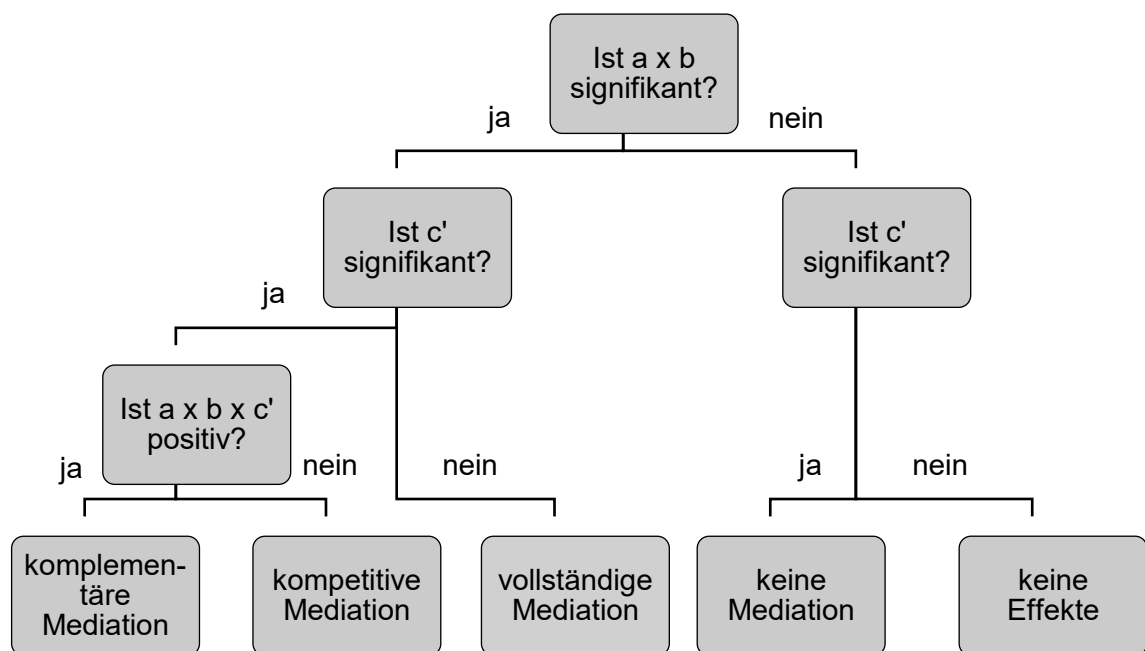 Ist a x b
signifikant?
ja
nein
Ist c'
signifikant?
Ist c'
signifikant?
ja
Ist a x b x c'
positiv?
ja
nein
nein
ja
nein
komplemen-
täre
Mediation
kompetitive
Mediation
vollständige
Mediation
keine
Mediation
keine
Effekte